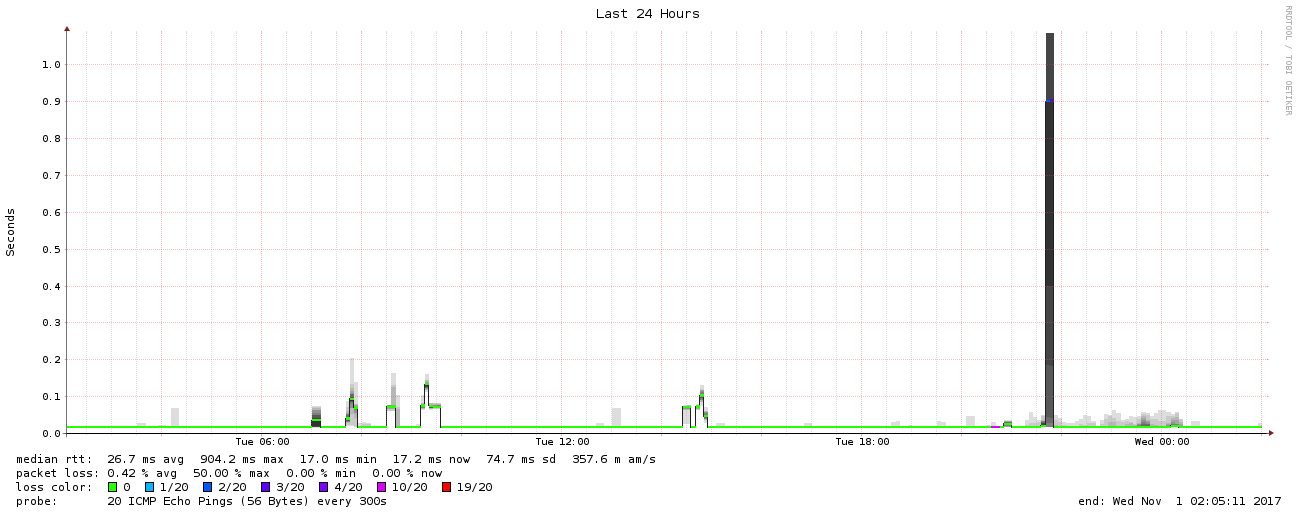 Last 24 Hours
RRDTOOL / TOBI OETIKER
Seconds
1.0
0.9
0.8
0.7
0.6
0.5
0.4
0.3
0.2
0.1
0.0
Tue 06:00 Tue 12:00 Tue 18:00 Wed 00:00
median rtt: 26.7 ms avg 904.2 ms max 17.0 ms min 17.2 ms now 74.7 ms sd 357.6 m am/s
packet loss: 0.42 % avg 50.00 % max 0.00 % min 0.00 % now
loss color: 0 1/20 2/20 3/20 4/20 10/20 19/20
probe: 20 ICMP Echo Pings (56 Bytes) every 300s end: Wed Nov 1 02:05:11 2017